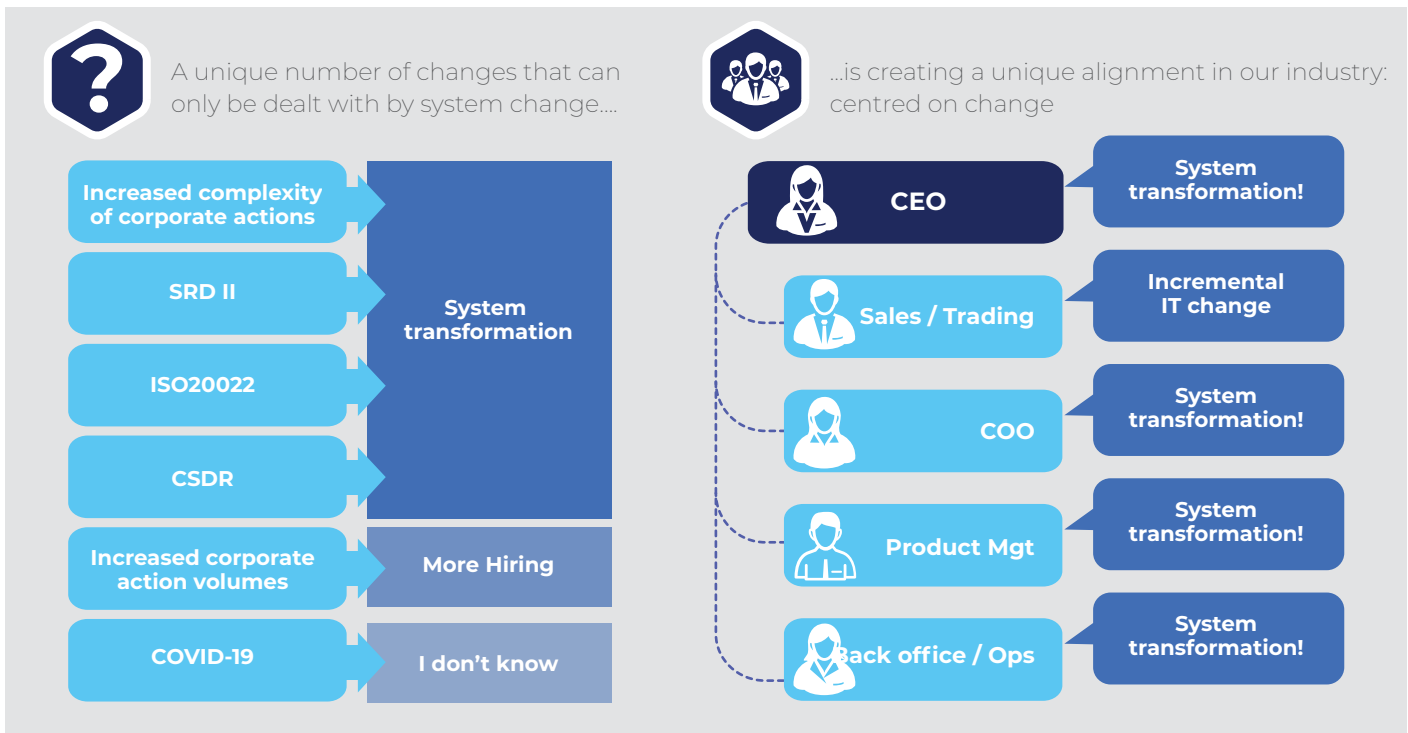 ?
A unique number of changes that can
only be dealt with by system change....
Increased complexity
of corporate actions
SRD II
ISO20022
CSDR
Increased corporate
action volumes
COVID-19
System
transformation
More Hiring
I don’t know
...is creating a unique alignment in our industry:
centred on change
CEO
System
transformation!
Sales / Trading
Incremental
IT change
COO
System
transformation!
Product Mgt
System
transformation!
Back office / Ops
System
transformation!